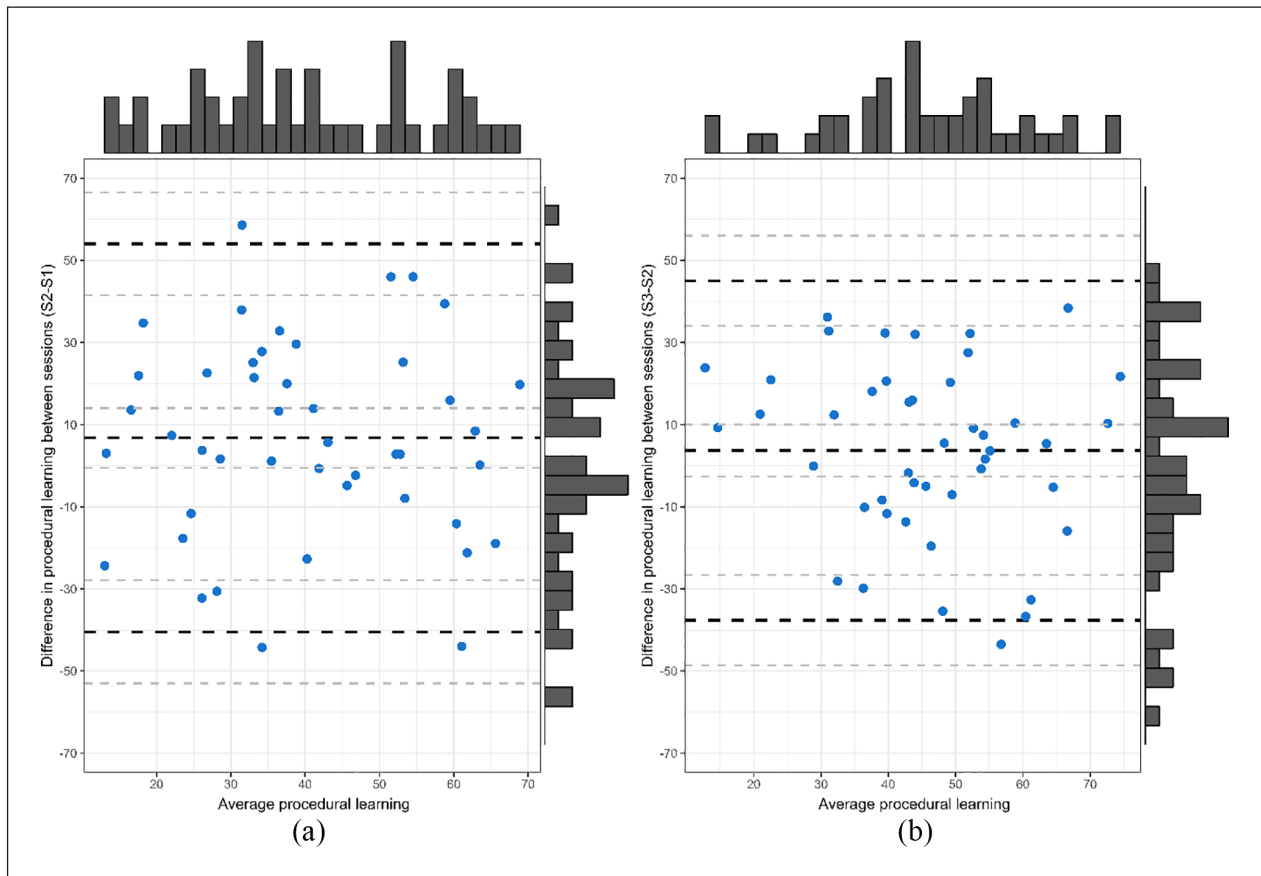 70
50
30
10
-10
-30
-50
-70
Difference in procedural learning between sessions (S2-S1)
20 30 40 50 60 70
Average procedural learning
(a)
70
50
30
10
-10
-30
-50
-70
Difference in procedural learning between sessions (S3-S2)
20 30 40 50 60 70
Average procedural learning
(b)